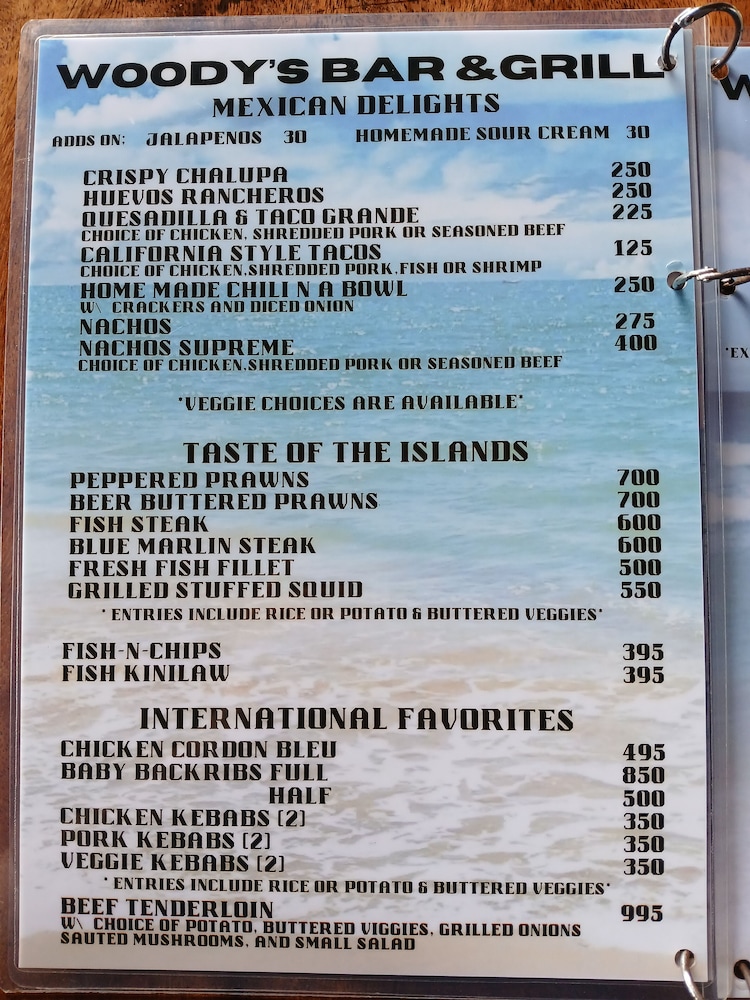 WOODY'S BAR & GRILL
MEXICAN DELIGHTS
ADDS ON: JALAPENOS 30 HOMEMADE SOUR CREAM 30
CRISPY CHALUPA 250
HUEVOS RANCHEROS 250
QUESADILLA & TACO GRANDE 225
CHOICE OF CHICKEN, SHREDDED PORK OR SEASONED BEEF
CALIFORNIA STYLE TACOS 125
CHOICE OF CHICKEN,SHREDDED PORK,FISH OR SHRIMP
HOME MADE CHILI N A BOWL 250
W\ CRACKERS AND DICED ONION
NACHOS 275
NACHOS SUPREME 400
CHOICE OF CHICKEN,SHREDDED PORK OR SEASONED BEEF
*VEGGIE CHOICES ARE AVAILABLE*
TASTE OF THE ISLANDS
PEPPERED PRAWNS 700
BEER BUTTERED PRAWNS 700
FISH STEAK 600
BLUE MARLIN STEAK 600
FRESH FISH FILLET 500
GRILLED STUFFED SQUID 550
* ENTRIES INCLUDE RICE OR POTATO & BUTTERED VEGGIES*
FISH-N-CHIPS 395
FISH KINILAW 395
INTERNATIONAL FAVORITES
CHICKEN CORDON BLEU 495
BABY BACKRIBS FULL 850
HALF 500
CHICKEN KEBABS (2) 350
PORK KEBABS (2) 350
VEGGIE KEBABS (2) 350
* ENTRIES INCLUDE RICE OR POTATO & BUTTERED VEGGIES*
BEEF TENDERLOIN 995
W\ CHOICE OF POTATO, BUTTERED VIGGIES, GRILLED ONIONS
SAUTED MUSHROOMS, AND SMALL SALAD